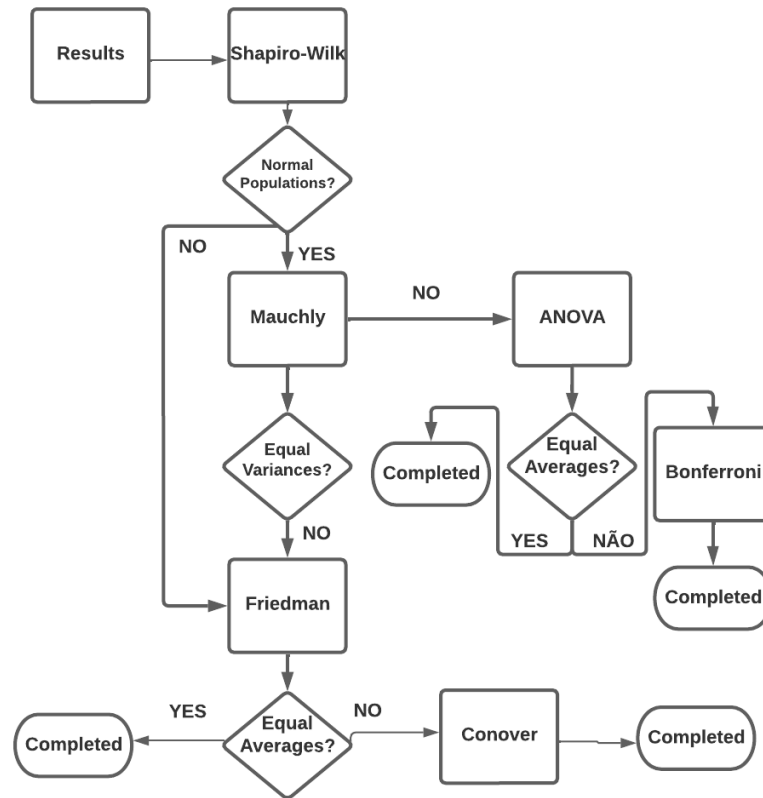 Results
Shapiro-Wilk
Normal
Populations?
NO
YES
Mauchly
NO
ANOVA
Equal
Variances?
Completed
Equal
Averages?
Bonferroni
NO
YES
NÃO
Friedman
Completed
YES
NO
Equal
Averages?
Completed
Conover
Completed